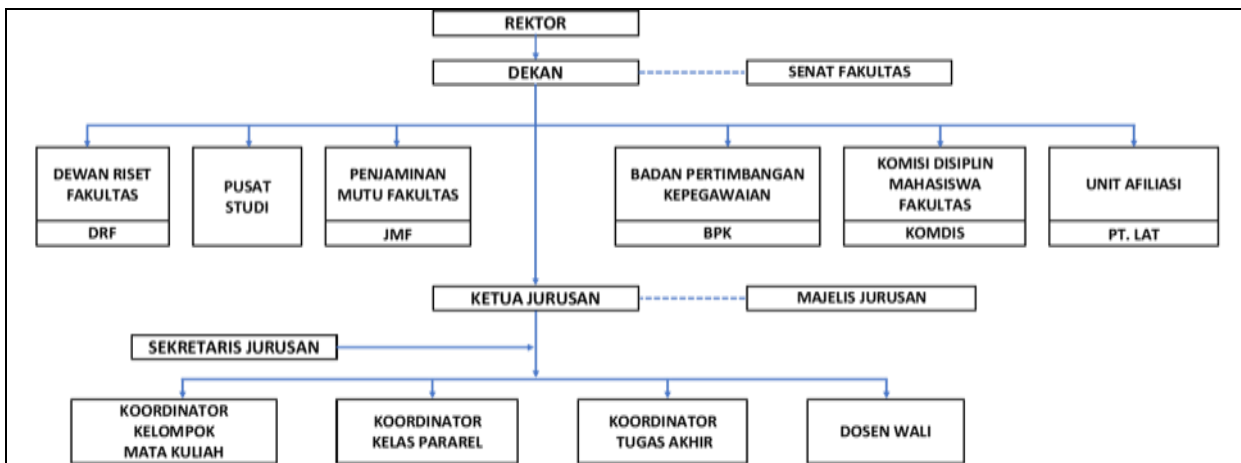 REKTOR
DEKAN
SENAT FAKULTAS
DEWAN RISET
FAKULTAS
DRF
PUSAT
STUDI
PENJAMINAN
MUTU FAKULTAS
JMF
BADAN PERTIMBANGAN
KEPEGAWAIAN
BPK
KOMISI DISIPLIN
MAHASISWA
FAKULTAS
KOMDIS
UNIT AFILIASI
PT. LAT
KETUA JURUSAN
MAJELIS JURUSAN
SEKRETARIS JURUSAN
KOORDINATOR
KELOMPOK
MATA KULIAH
KOORDINATOR
KELAS PARAREL
KOORDINATOR
TUGAS AKHIR
DOSEN WALI